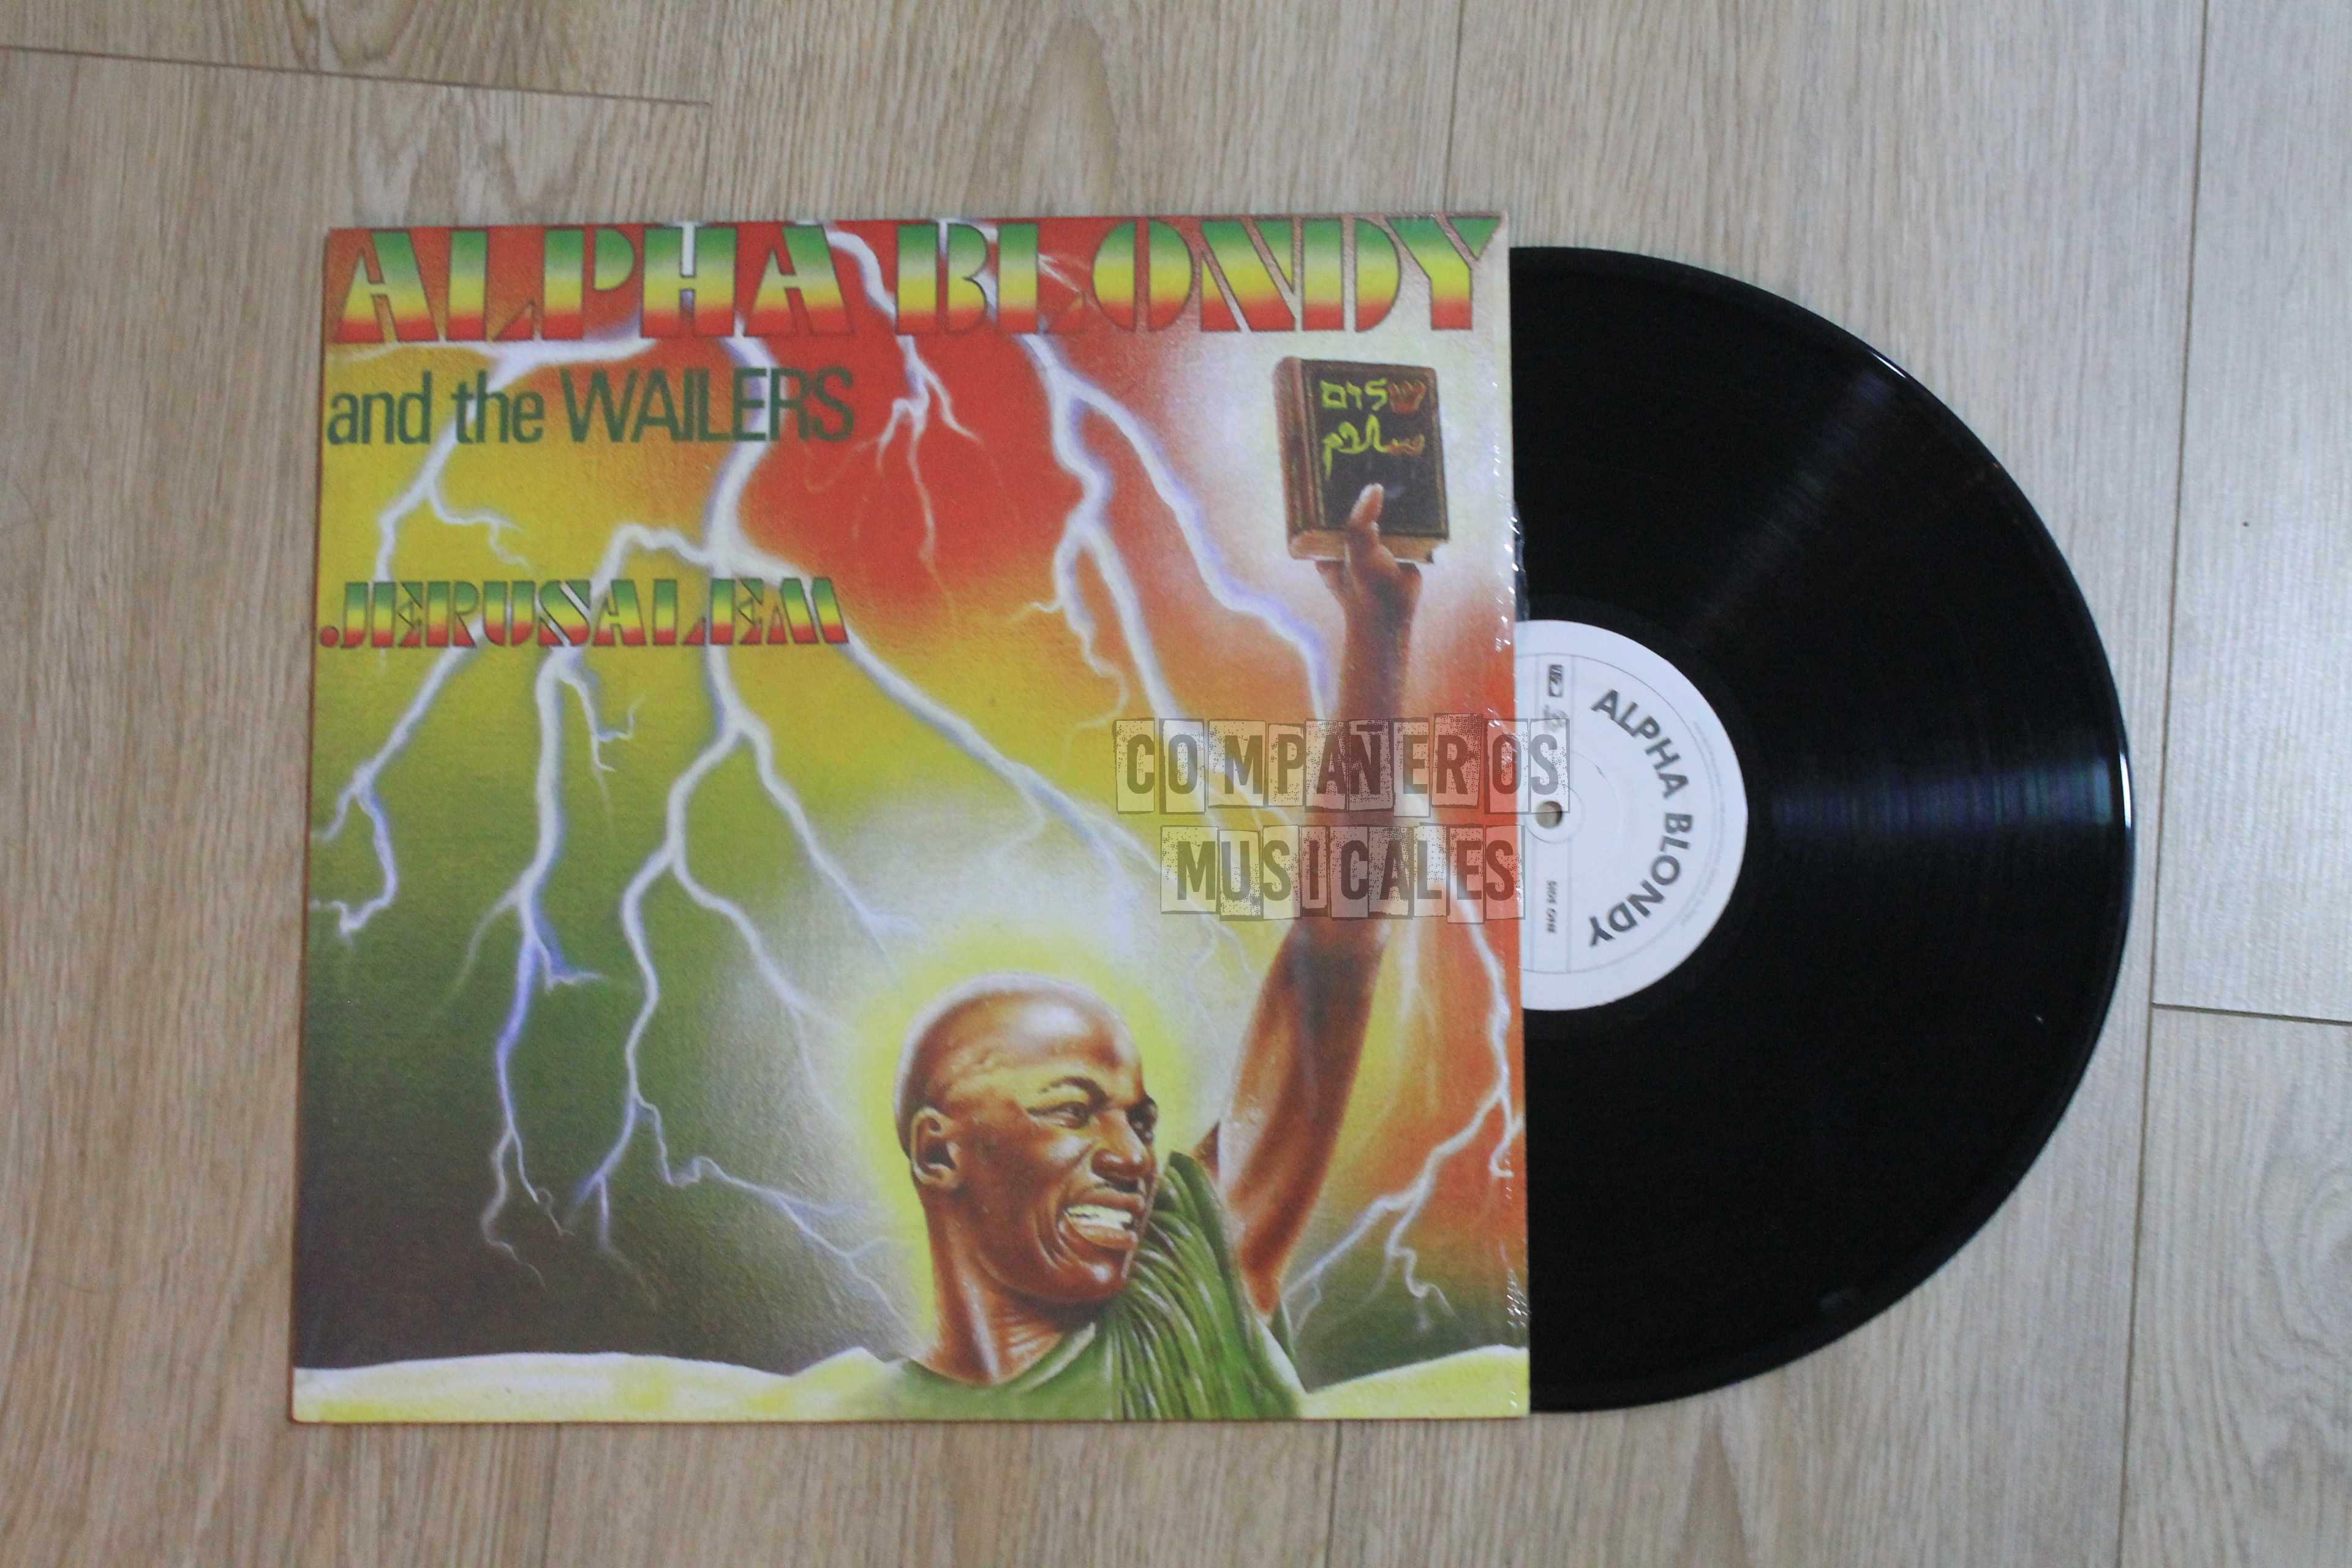 ALPHA BLONDY
and the WAILERS
שלום
سلام
JERUSALEM
COMPAÑEROS
MUSICALES
ALPHA BLONDY
SIDE ONE